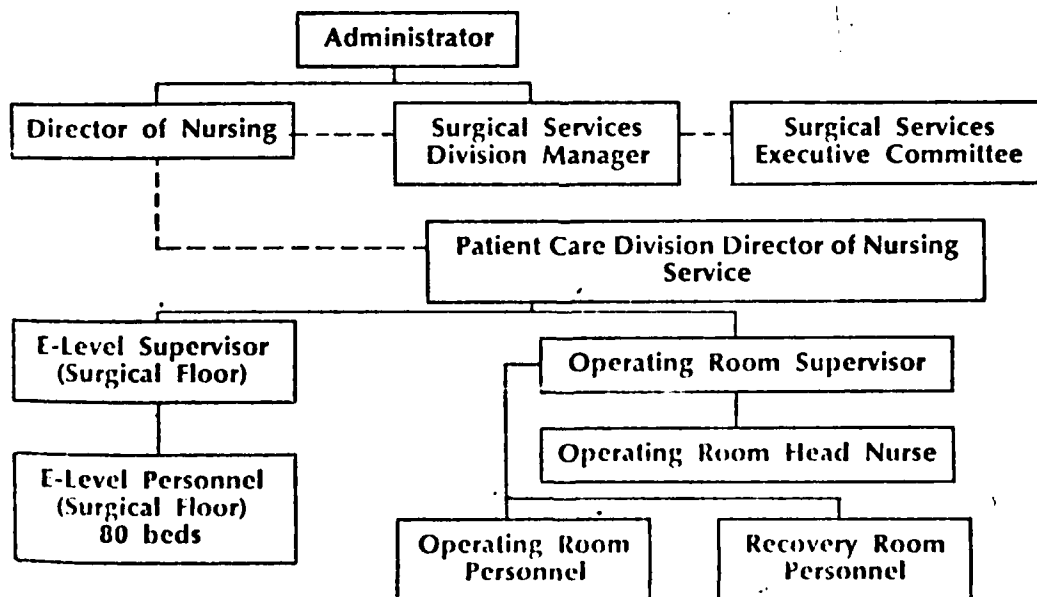 Administrator
Director of Nursing
Surgical Services
Division Manager
Surgical Services
Executive Committee
Patient Care Division Director of Nursing
Service
E-Level Supervisor
(Surgical Floor)
Operating Room Supervisor
Operating Room Head Nurse
E-Level Personnel
(Surgical Floor)
80 beds
Operating Room
Personnel
Recovery Room
Personnel